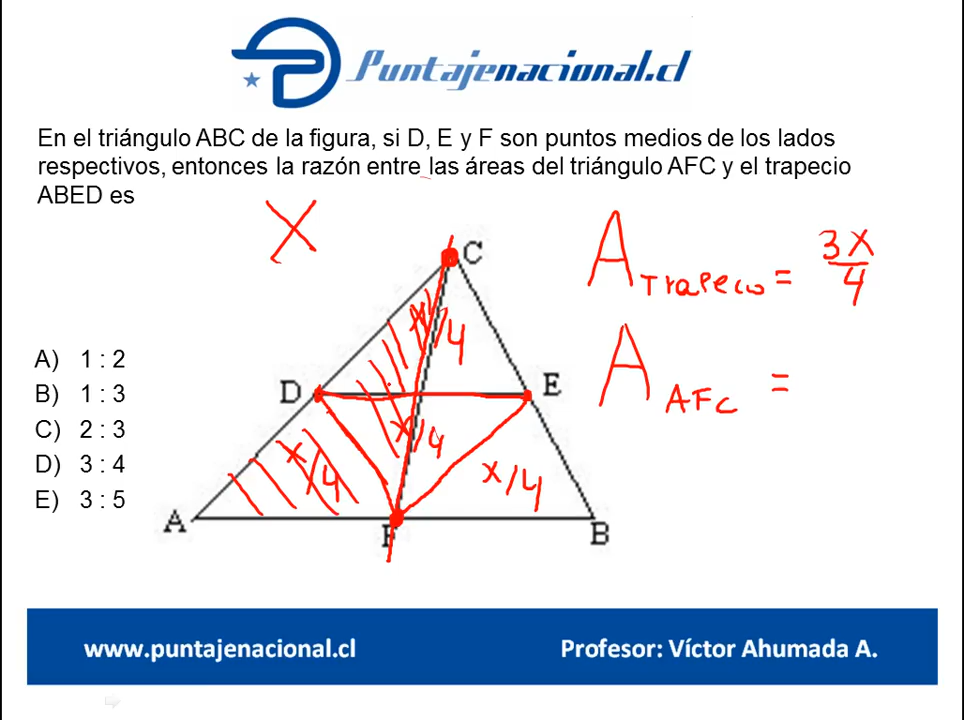 Puntajenacional.cl
En el triángulo ABC de la figura, si D, E y F son puntos medios de los lados
respectivos, entonces la razón entre las áreas del triángulo AFC y el trapecio
ABED es
X
A Trapecio = 3x/4
A AFC =
A) 1 : 2
B) 1 : 3
C) 2 : 3
D) 3 : 4
E) 3 : 5
C
x/4
D
E
x/4
x/4
x/4
A
F
B
www.puntajenacional.cl
Profesor: Víctor Ahumada A.